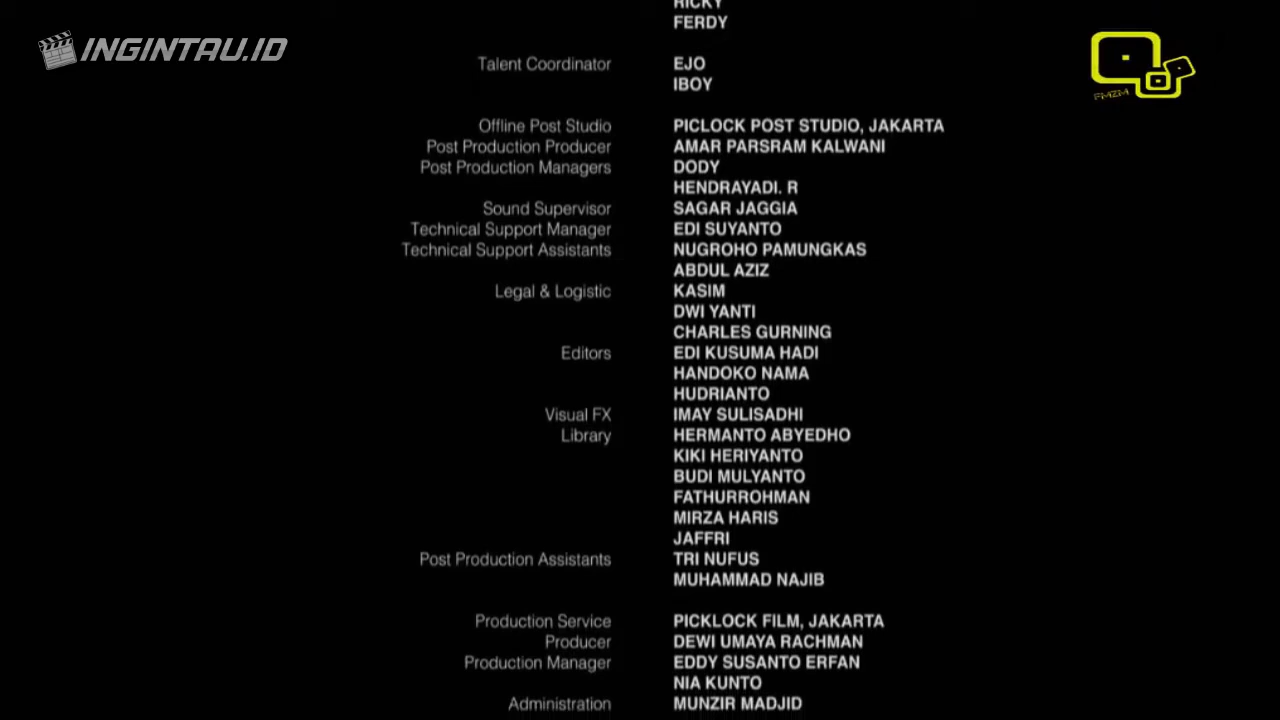 RICKY
FERDY
INGINTAU.ID
Talent Coordinator EJO
IBOY
FMZM
Offline Post Studio PICLOCK POST STUDIO, JAKARTA
Post Production Producer AMAR PARSRAM KALWANI
Post Production Managers DODY
HENDRAYADI. R
Sound Supervisor SAGAR JAGGIA
Technical Support Manager EDI SUYANTO
Technical Support Assistants NUGROHO PAMUNGKAS
ABDUL AZIZ
Legal & Logistic KASIM
DWI YANTI
CHARLES GURNING
Editors EDI KUSUMA HADI
HANDOKO NAMA
HUDRIANTO
Visual FX IMAY SULISADHI
Library HERMANTO ABYEDHO
KIKI HERIYANTO
BUDI MULYANTO
FATHURROHMAN
MIRZA HARIS
JAFFRI
Post Production Assistants TRI NUFUS
MUHAMMAD NAJIB
Production Service PICKLOCK FILM, JAKARTA
Producer DEWI UMAYA RACHMAN
Production Manager EDDY SUSANTO ERFAN
NIA KUNTO
Administration MUNZIR MADJID